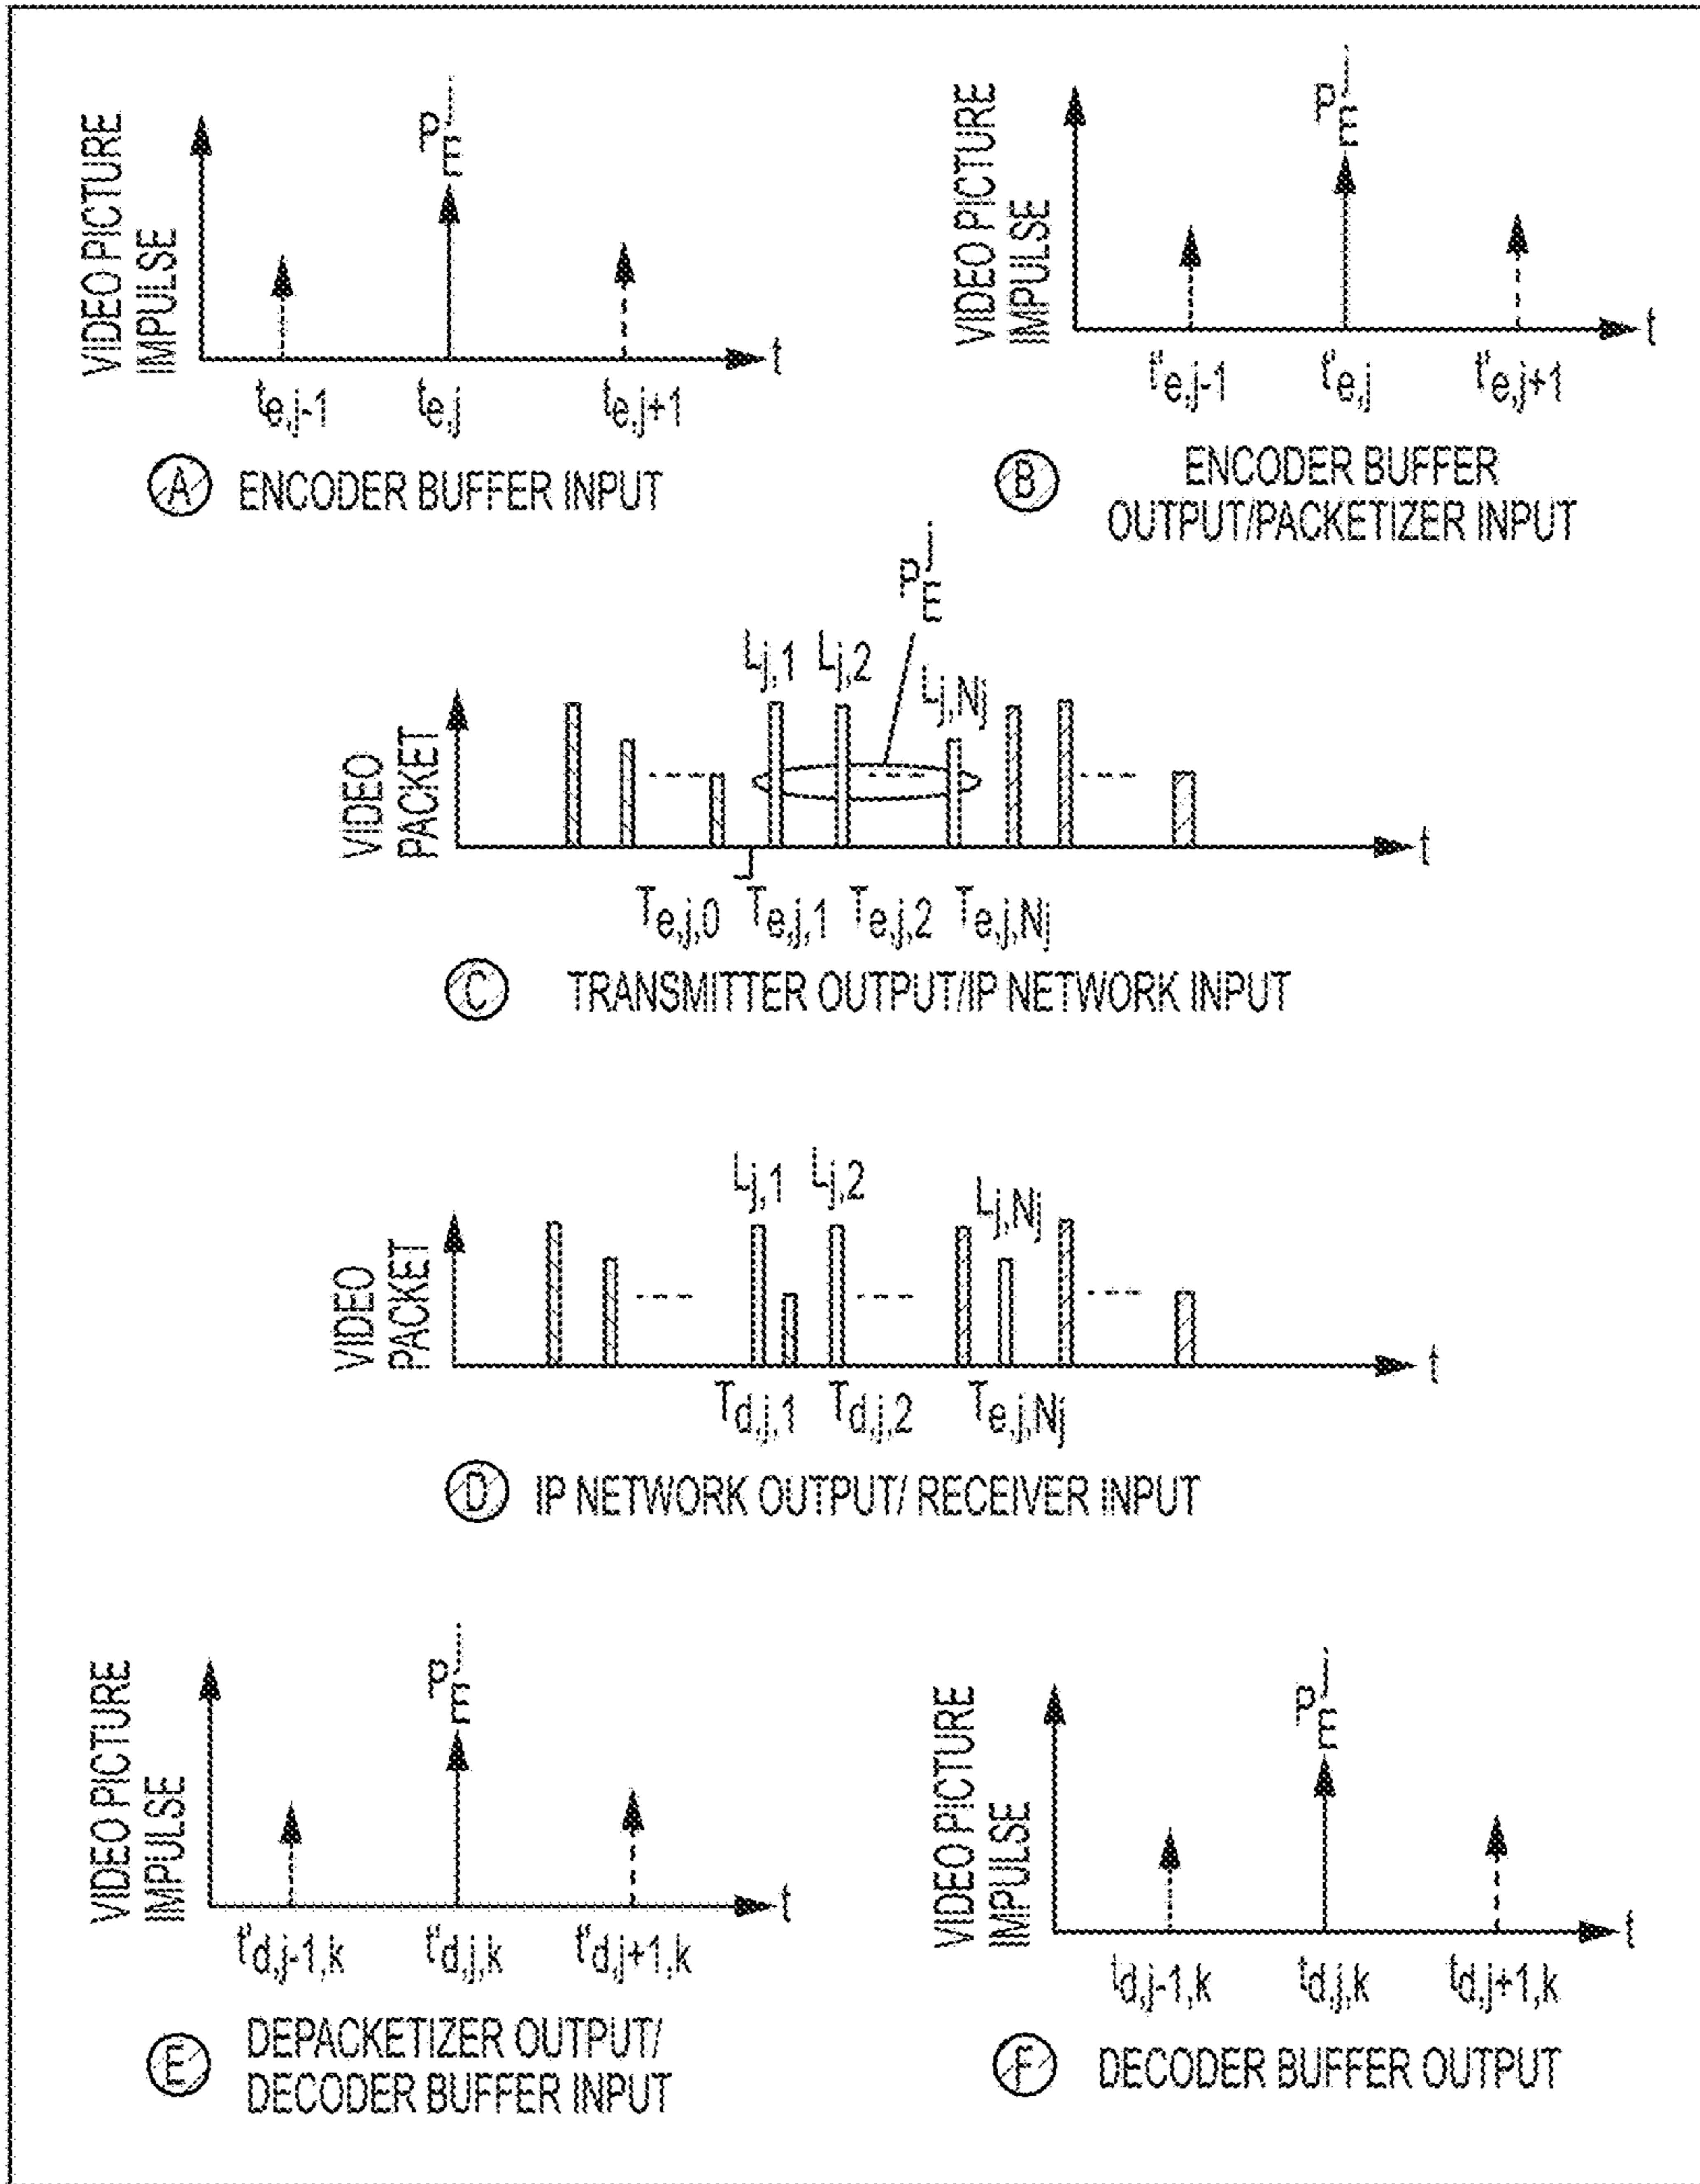 VIDEO PICTURE
IMPULSE
P_E^j
t
t_e,j-1 t_e,j t_e,j+1
A ENCODER BUFFER INPUT
VIDEO PICTURE
IMPULSE
P_E^j
t
t'_e,j-1 t'_e,j t'_e,j+1
B ENCODER BUFFER
OUTPUT/PACKETIZER INPUT
P_E^j
L_j,1 L_j,2 L_j,Nj
VIDEO
PACKET
t
T_e,j,0 T_e,j,1 T_e,j,2 T_e,j,Nj
C TRANSMITTER OUTPUT/IP NETWORK INPUT
L_j,1 L_j,2 L_j,Nj
VIDEO
PACKET
t
T_d,j,1 T_d,j,2 T_e,j,Nj
D IP NETWORK OUTPUT/ RECEIVER INPUT
VIDEO PICTURE
IMPULSE
P_E^j
t
t'_d,j-1,k t'_d,j,k t'_d,j+1,k
E DEPACKETIZER OUTPUT/
DECODER BUFFER INPUT
VIDEO PICTURE
IMPULSE
P_E^j
t
t_d,j-1,k t_d,j,k t_d,j+1,k
F DECODER BUFFER OUTPUT